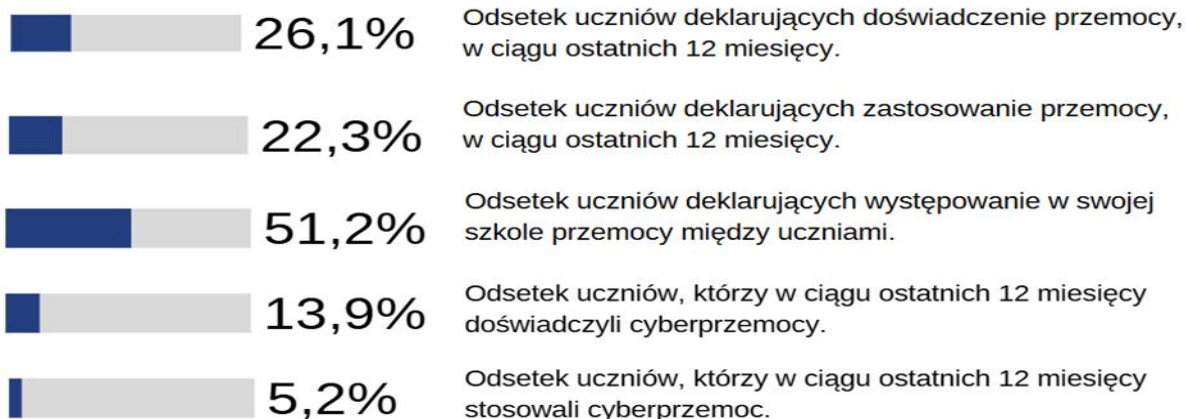 26,1%
Odsetek uczniów deklarujących doświadczenie przemocy,
w ciągu ostatnich 12 miesięcy.
22,3%
Odsetek uczniów deklarujących zastosowanie przemocy,
w ciągu ostatnich 12 miesięcy.
51,2%
Odsetek uczniów deklarujących występowanie w swojej
szkole przemocy między uczniami.
13,9%
Odsetek uczniów, którzy w ciągu ostatnich 12 miesięcy
doświadczyli cyberprzemocy.
5,2%
Odsetek uczniów, którzy w ciągu ostatnich 12 miesięcy
stosowali cyberprzemoc.